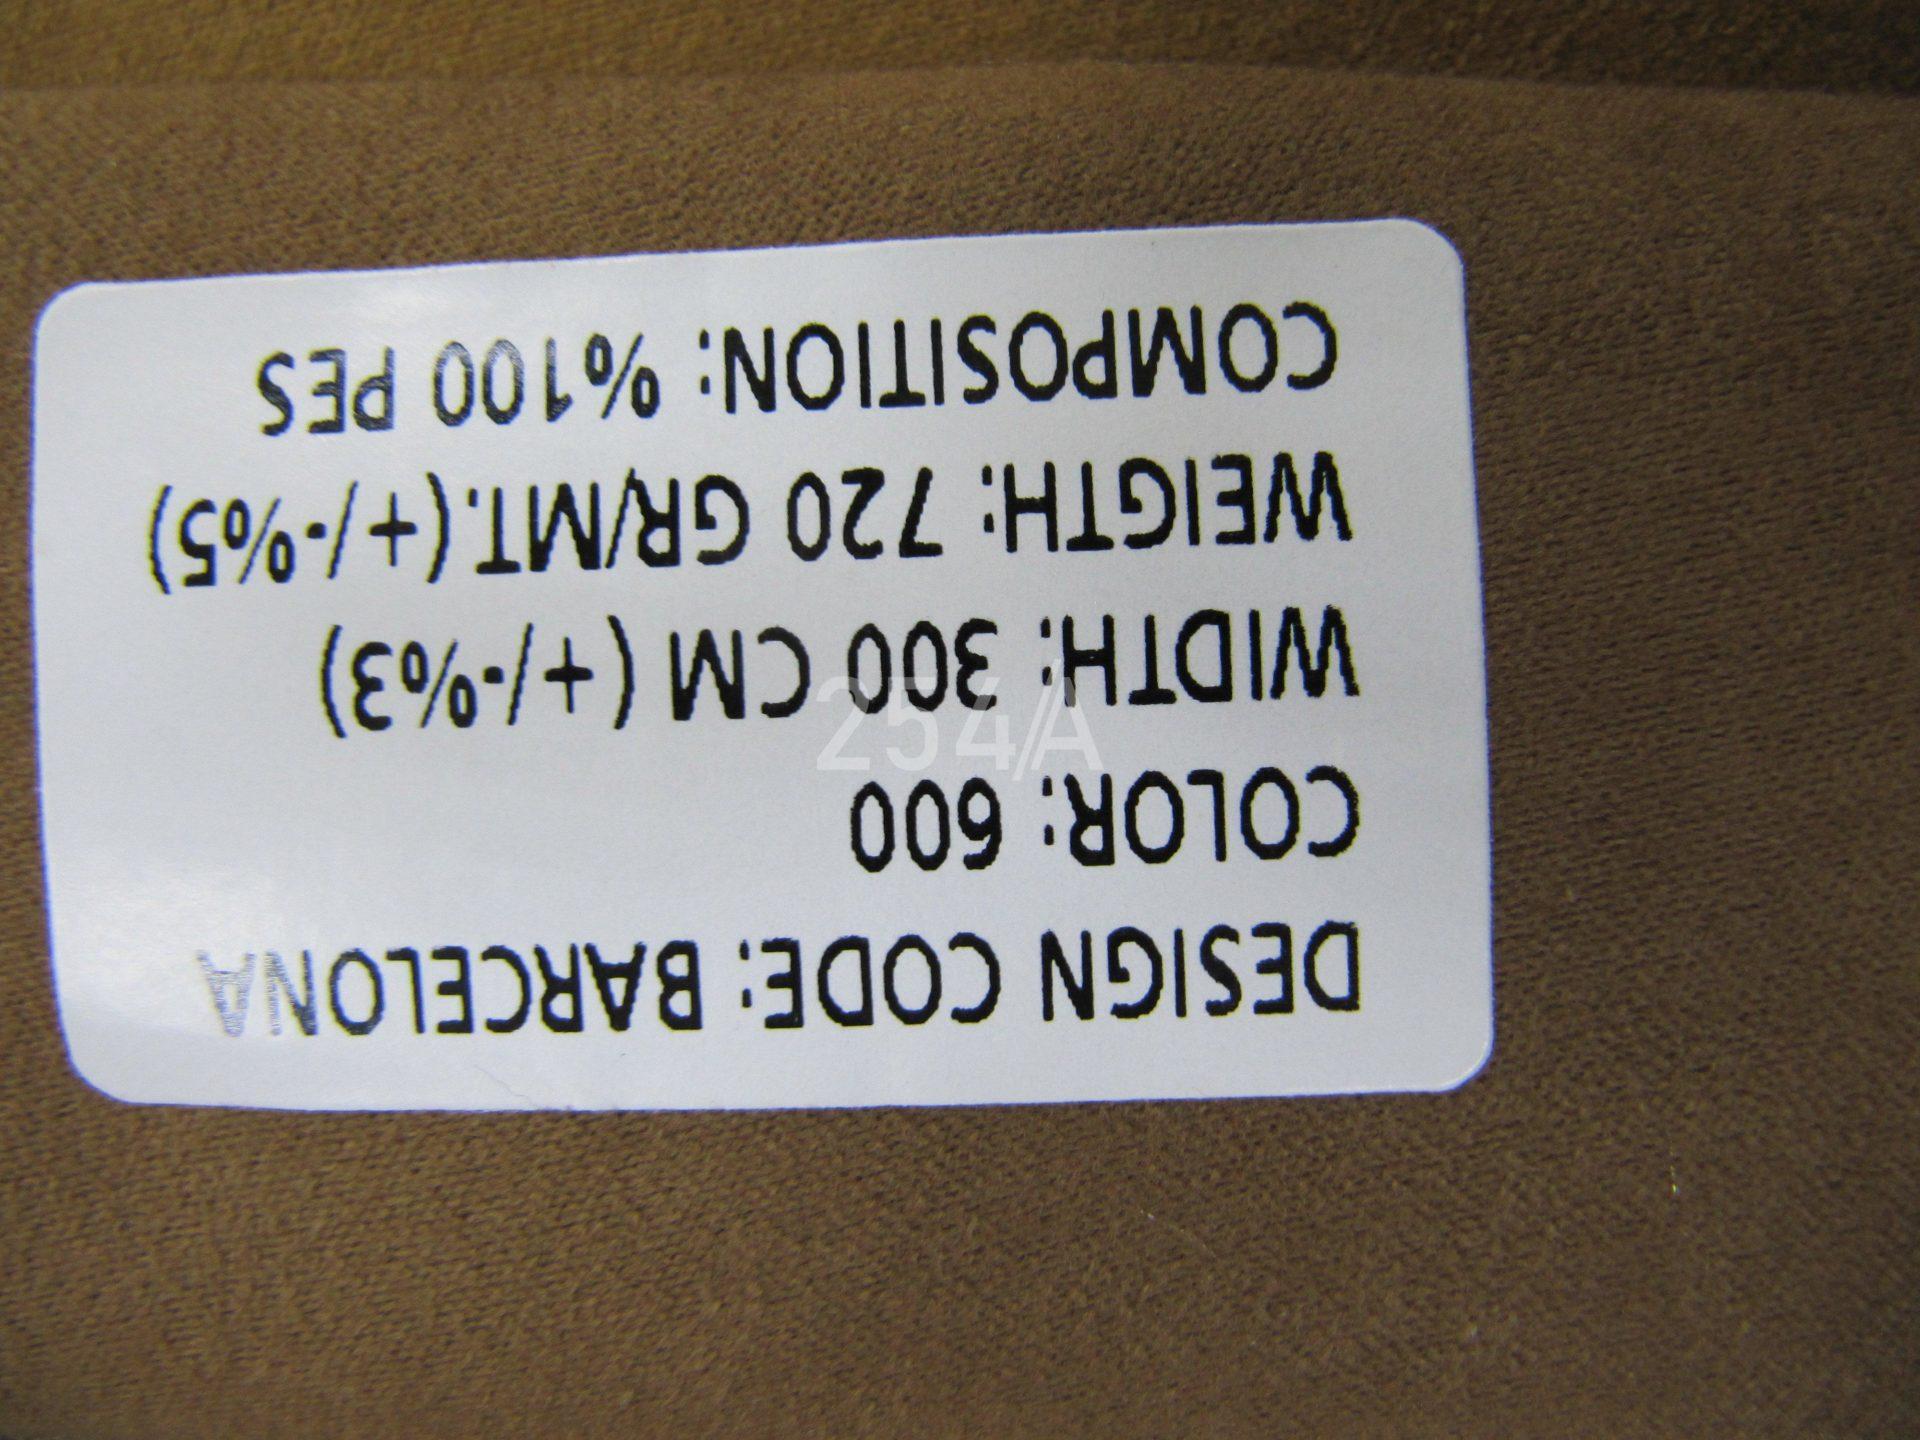 DESIGN CODE: BARCELONA
COLOR: 600
WIDTH: 300 CM ( +/-%3)
WEIGTH: 720 GR/MT.(+/-%5)
COMPOSITION: %100 PES
254/A